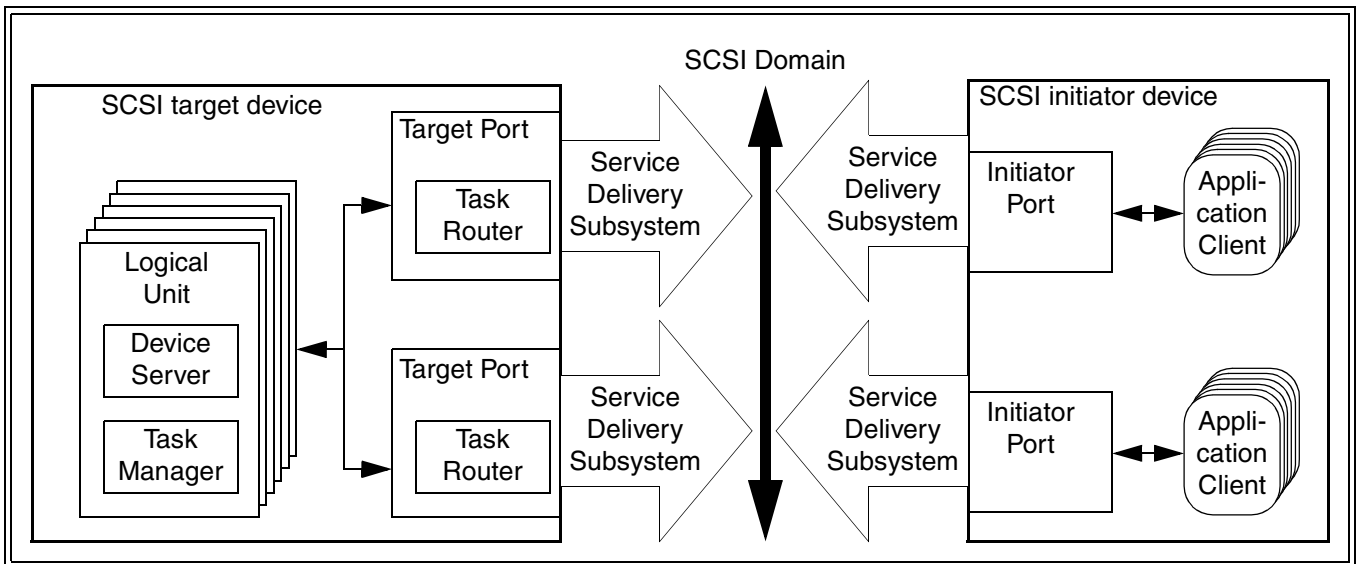 SCSI Domain
SCSI target device
Target Port
Task
Router
Logical
Unit
Device
Server
Task
Manager
Target Port
Task
Router
Service
Delivery
Subsystem
Service
Delivery
Subsystem
Service
Delivery
Subsystem
Service
Delivery
Subsystem
SCSI initiator device
Initiator
Port
Appli-
cation
Client
Initiator
Port
Appli-
cation
Client